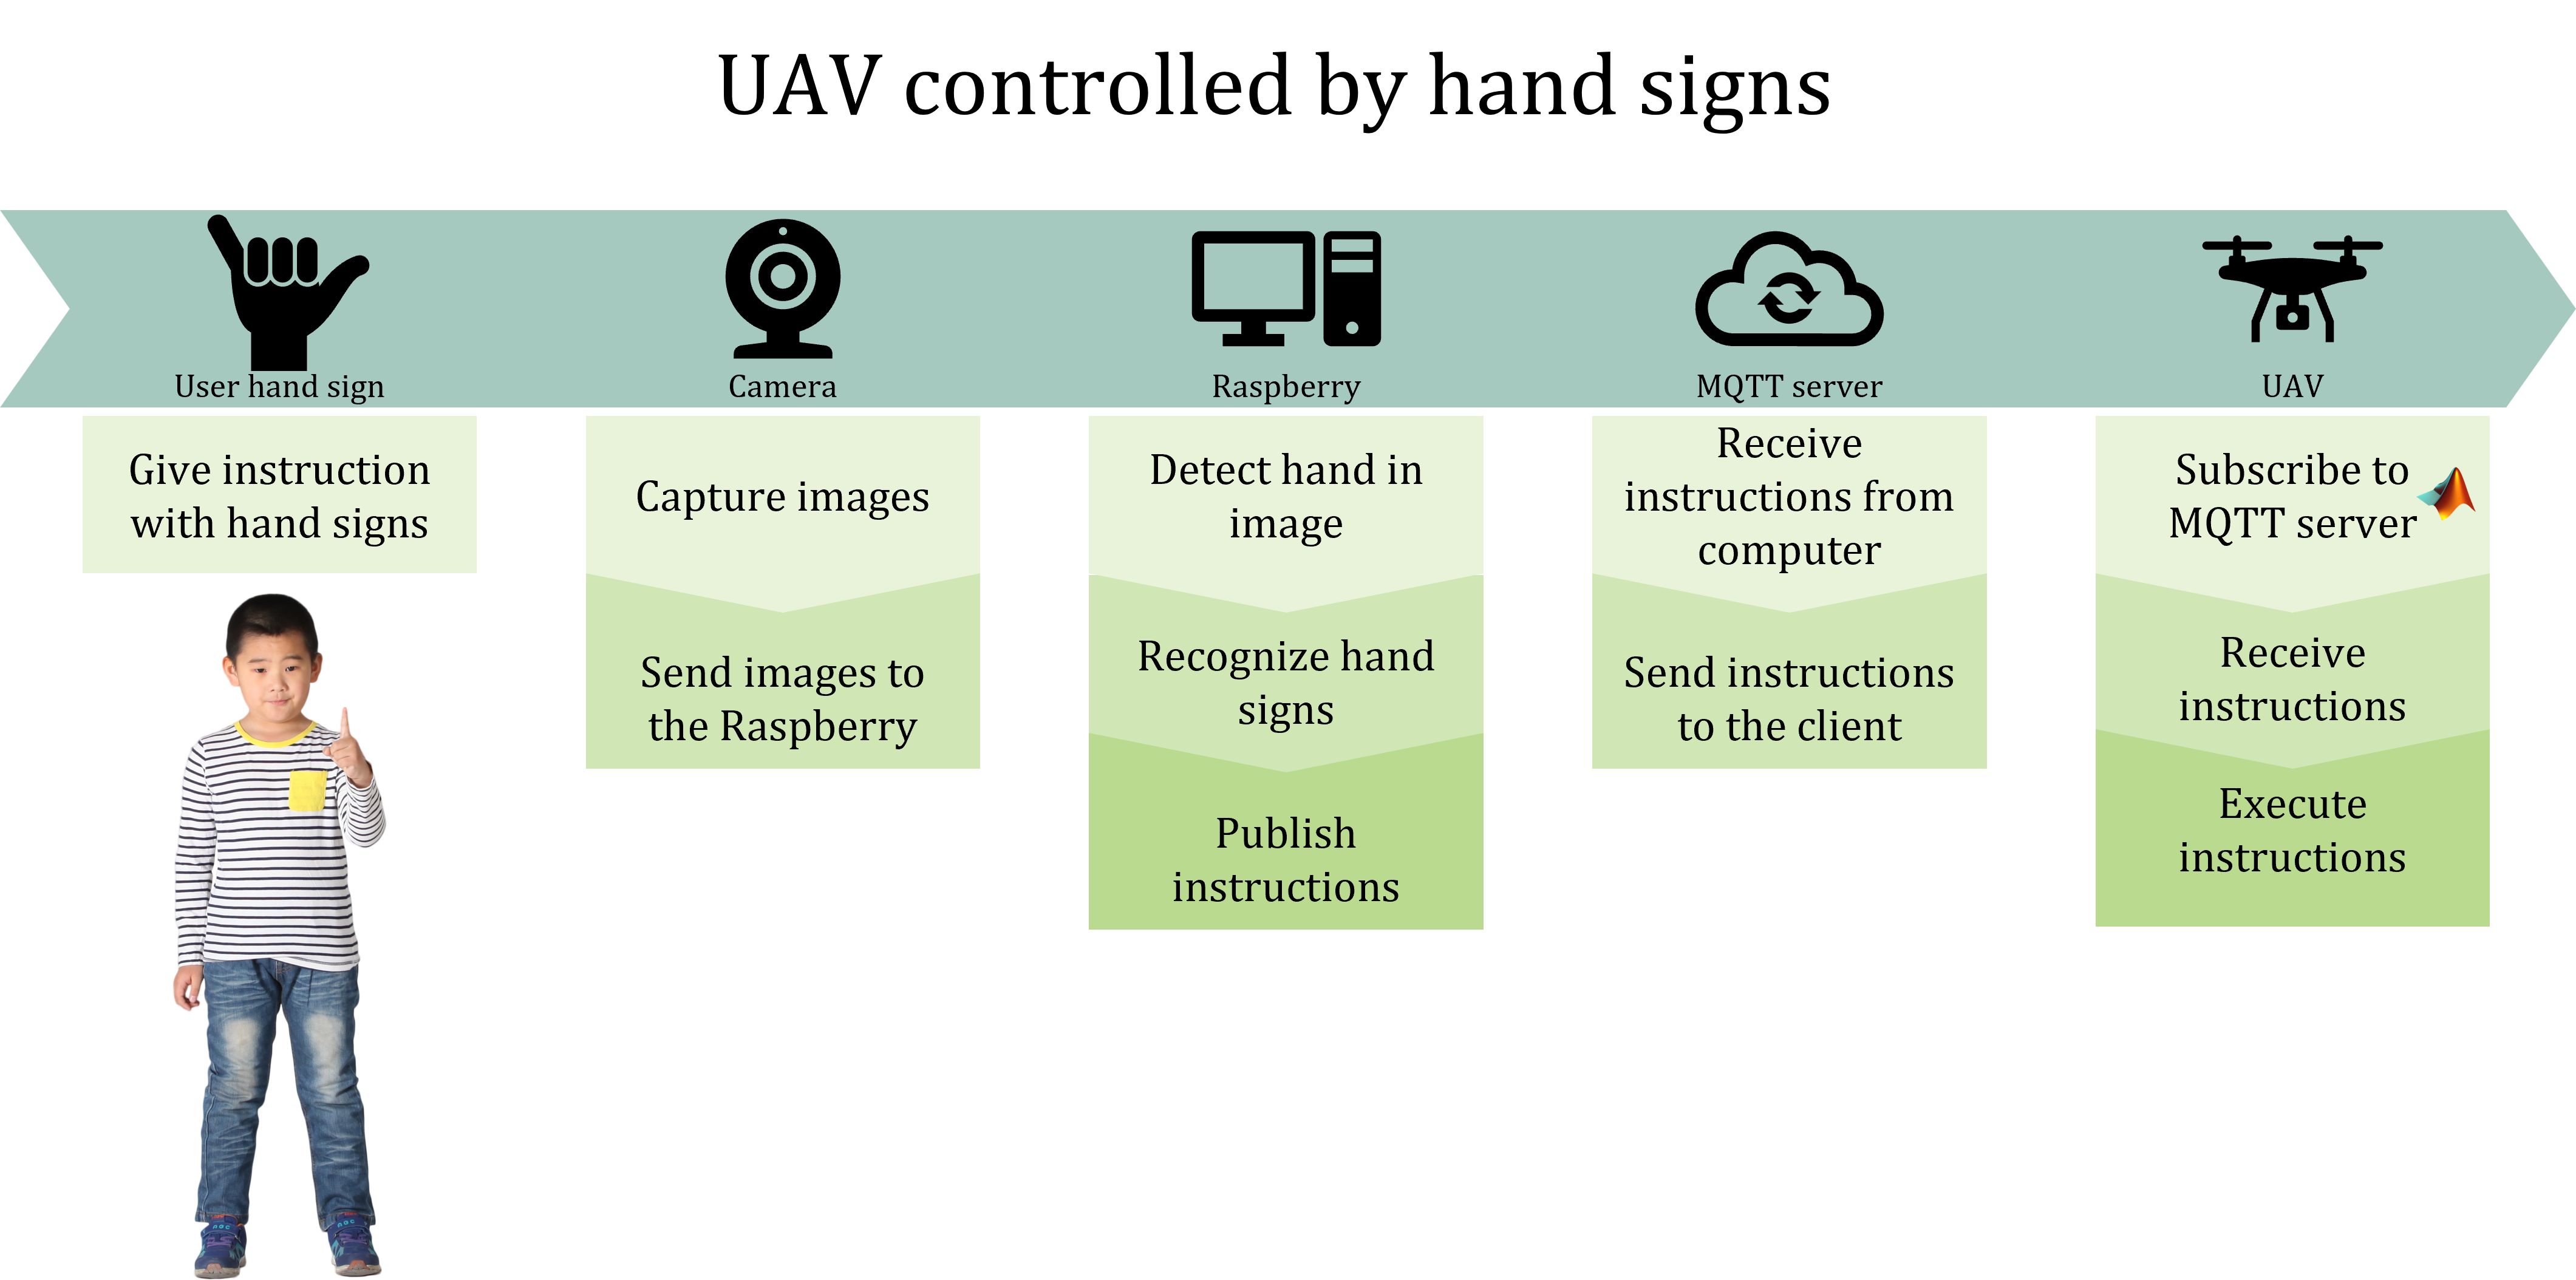 UAV controlled by hand signs
User hand sign
Camera
Raspberry
MQTT server
UAV
Give instruction
with hand signs
Capture images
Send images to
the Raspberry
Detect hand in
image
Recognize hand
signs
Publish
instructions
Receive
instructions from
computer
Send instructions
to the client
Subscribe to
MQTT server
Receive
instructions
Execute
instructions